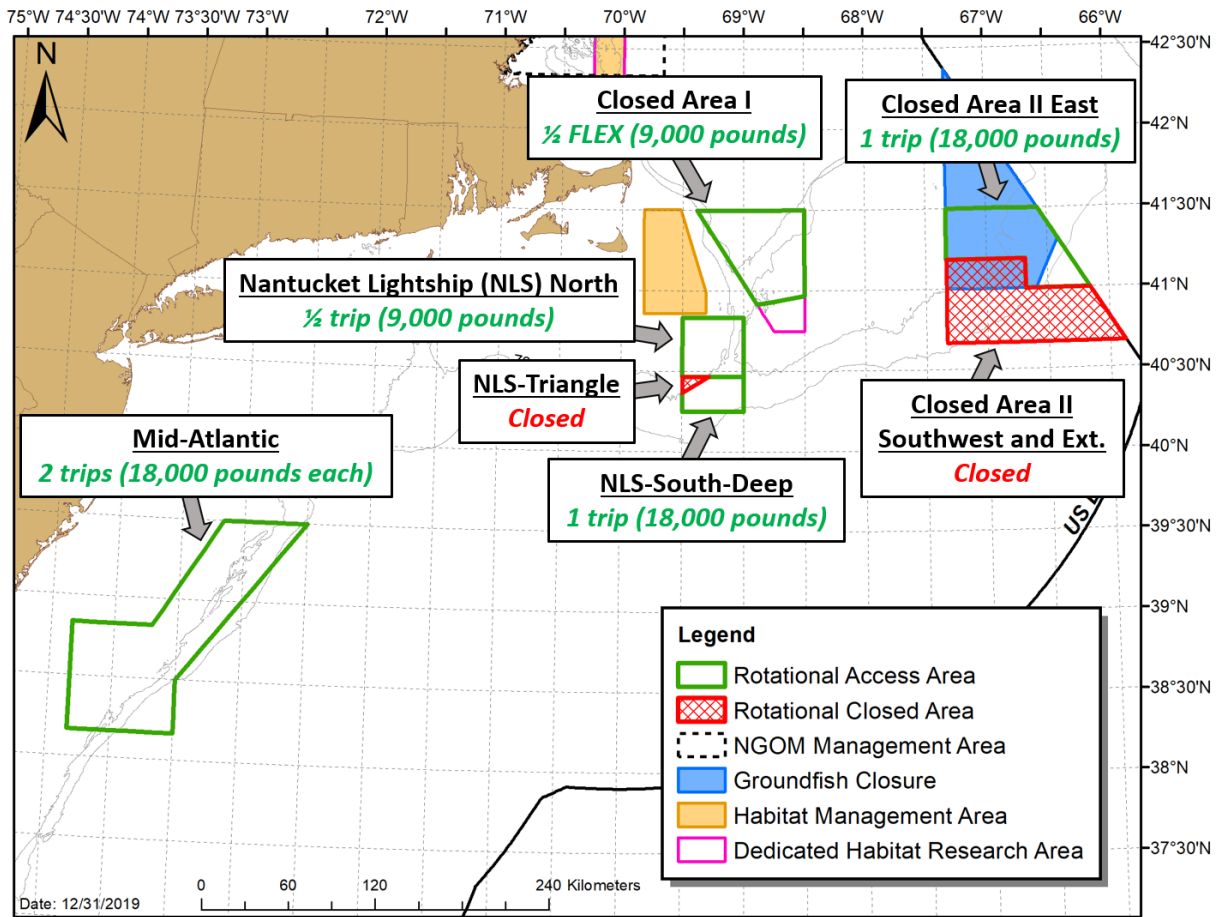 75°W 74°W 73°30'W 73°W 72°W 71°W 70°W 69°W 68°W 67°W 66°W
N
42°30'N
42°N
41°30'N
41°N
40°30'N
40°N
39°30'N
39°N
38°30'N
38°N
37°30'N
Closed Area I
½ FLEX (9,000 pounds)
Closed Area II East
1 trip (18,000 pounds)
Nantucket Lightship (NLS) North
½ trip (9,000 pounds)
NLS-Triangle
Closed
Closed Area II
Southwest and Ext.
Closed
Mid-Atlantic
2 trips (18,000 pounds each)
NLS-South-Deep
1 trip (18,000 pounds)
US
Legend
Rotational Access Area
Rotational Closed Area
NGOM Management Area
Groundfish Closure
Habitat Management Area
Dedicated Habitat Research Area
0 60 120 240 Kilometers
Date: 12/31/2019